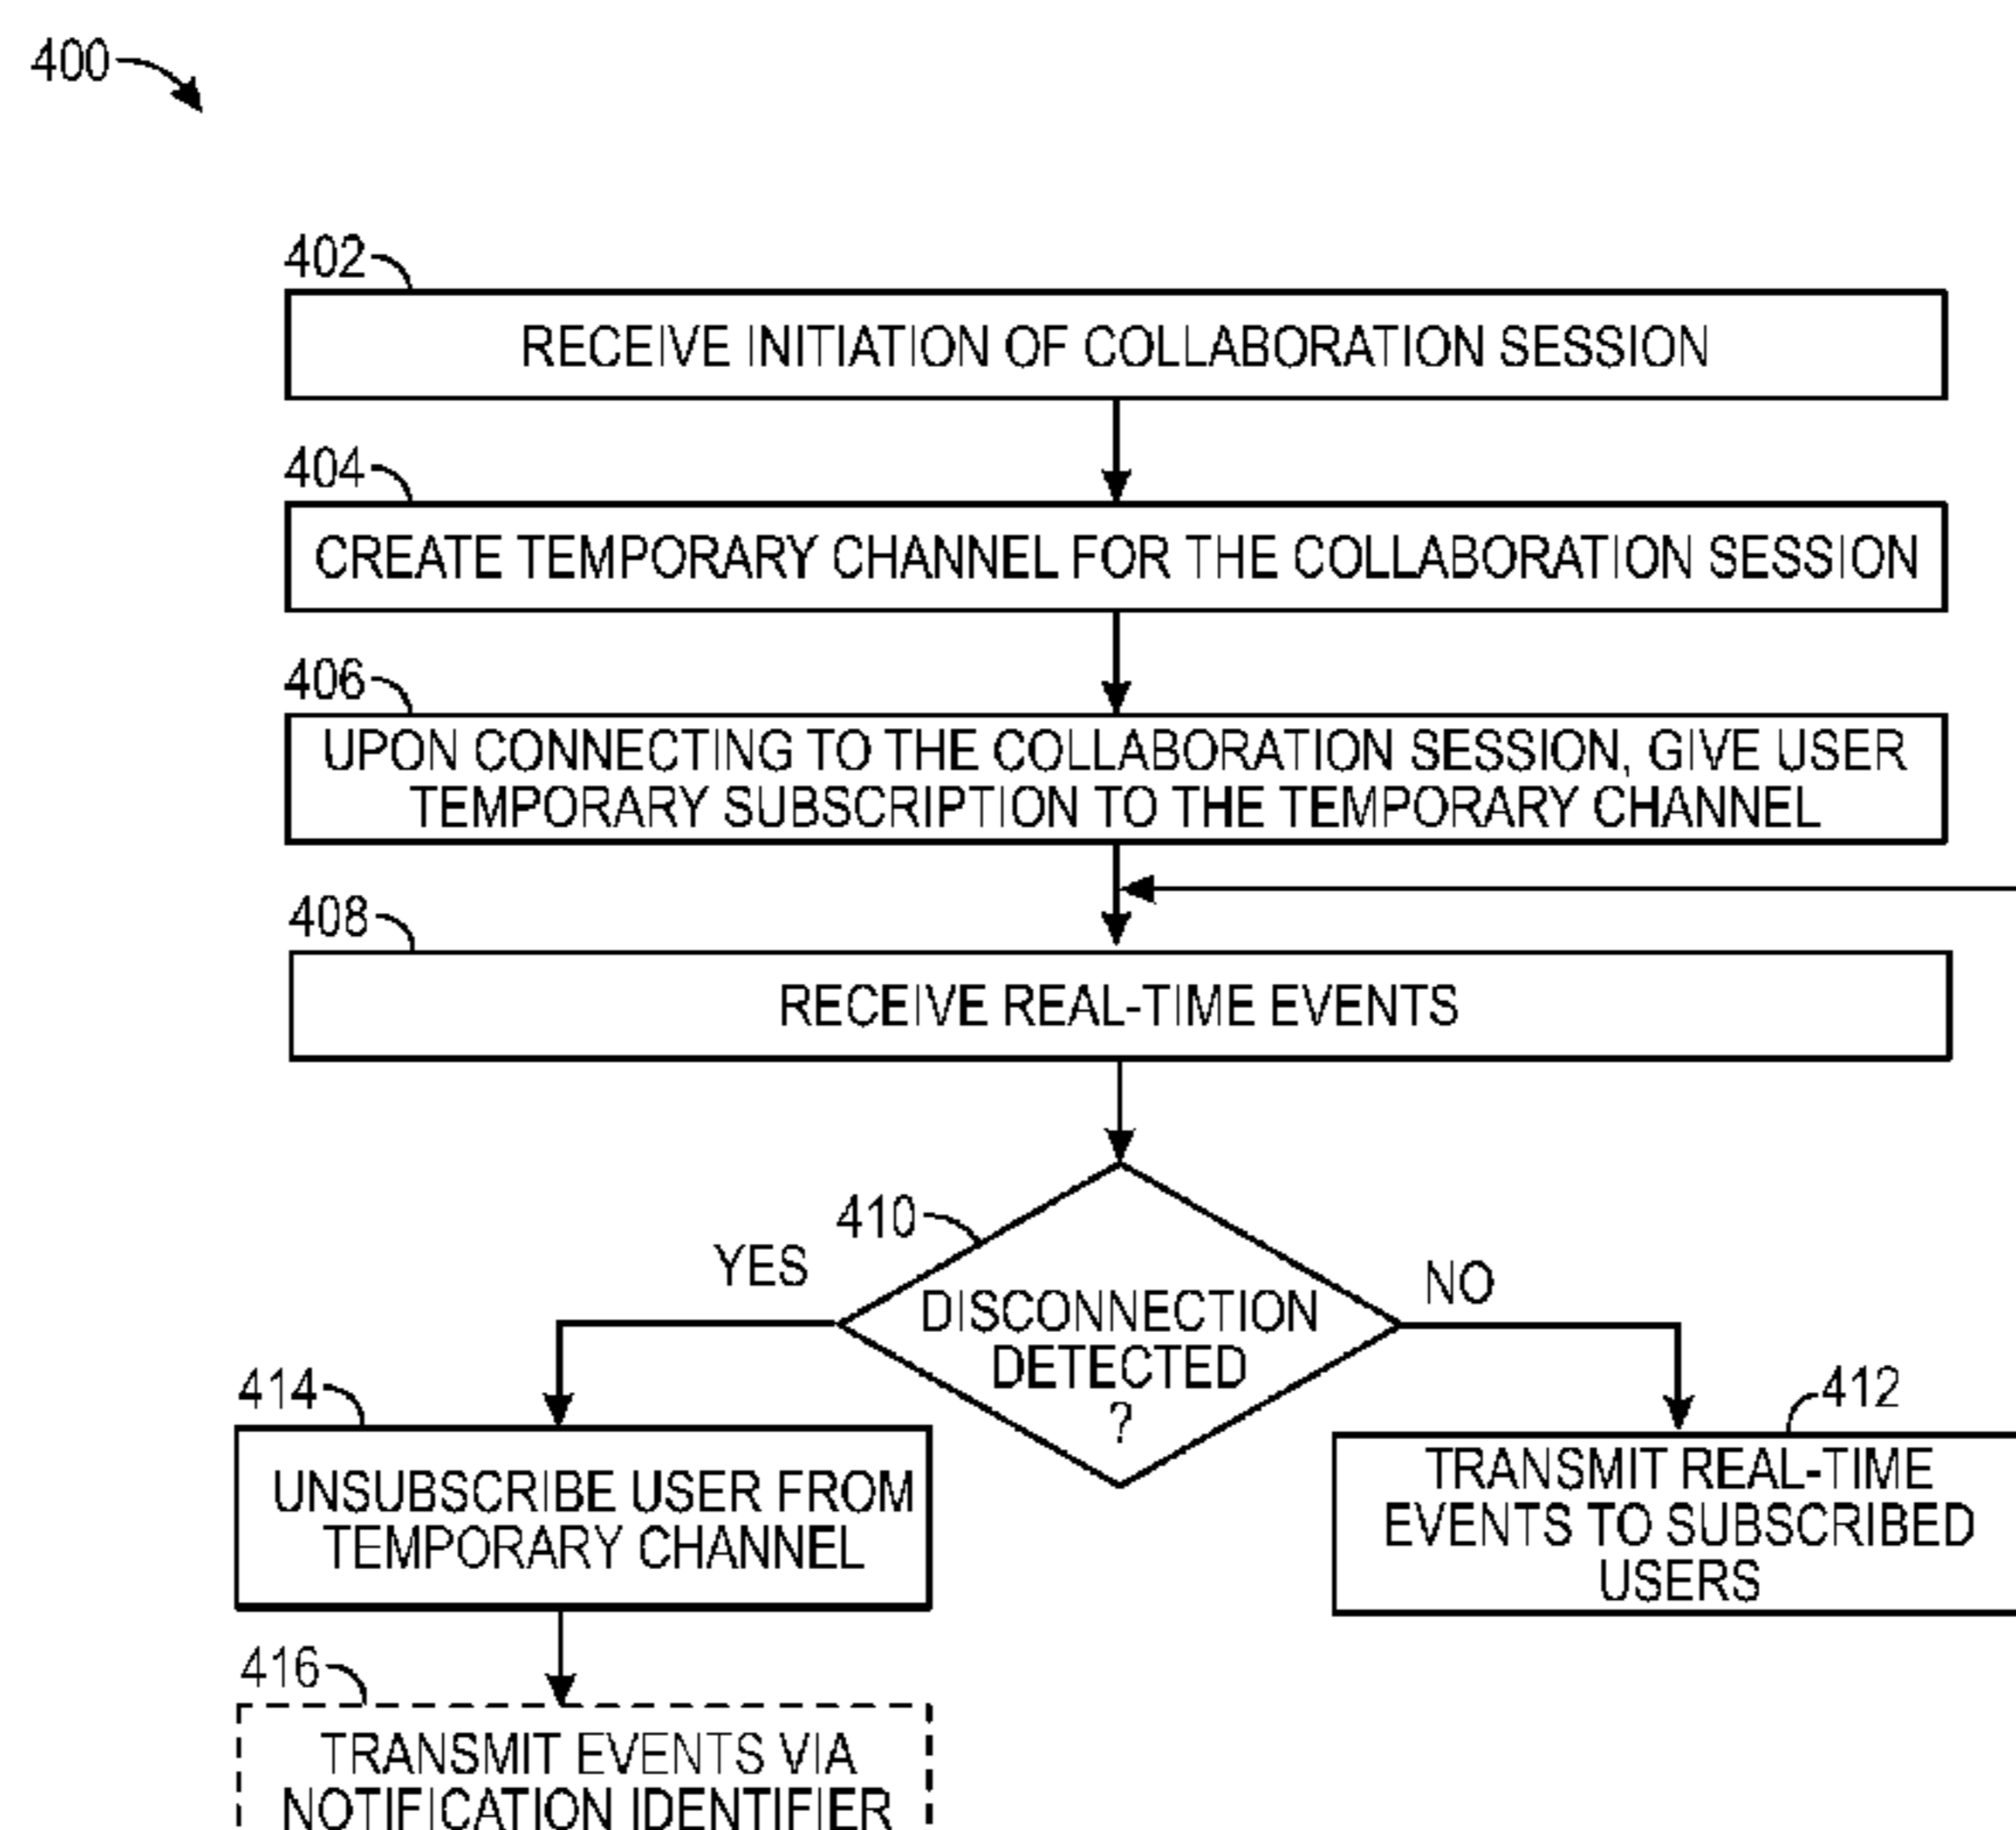 400
402
RECEIVE INITIATION OF COLLABORATION SESSION
404
CREATE TEMPORARY CHANNEL FOR THE COLLABORATION SESSION
406
UPON CONNECTING TO THE COLLABORATION SESSION, GIVE USER
TEMPORARY SUBSCRIPTION TO THE TEMPORARY CHANNEL
408
RECEIVE REAL-TIME EVENTS
410
YES
NO
DISCONNECTION
DETECTED
?
414
UNSUBSCRIBE USER FROM
TEMPORARY CHANNEL
412
TRANSMIT REAL-TIME
EVENTS TO SUBSCRIBED
USERS
416
TRANSMIT EVENTS VIA
NOTIFICATION IDENTIFIER